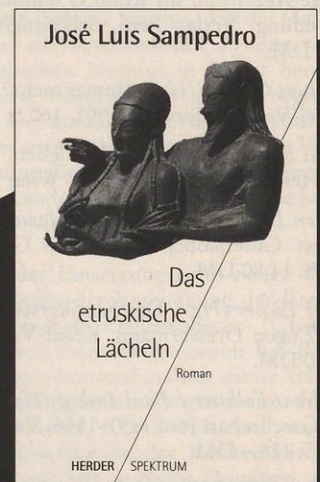 José Luis Sampedro
Das
etruskische
Lächeln
Roman
HERDER / SPEKTRUM